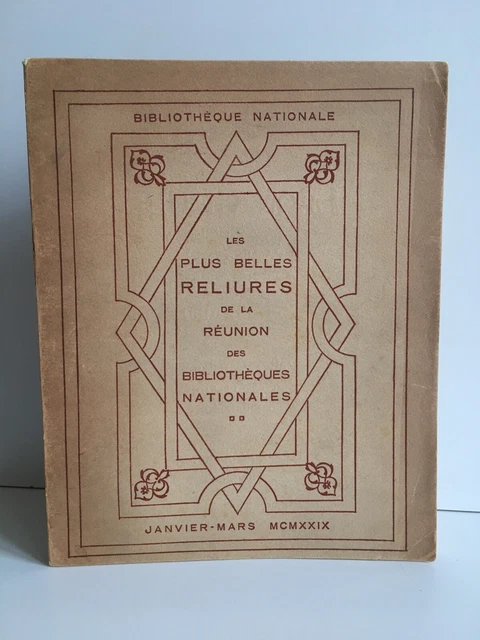 BIBLIOTHÈQUE NATIONALE
LES
PLUS BELLES
RELIURES
DE LA
RÉUNION
DES
BIBLIOTHÈQUES
NATIONALES
JANVIER-MARS MCMXXIX